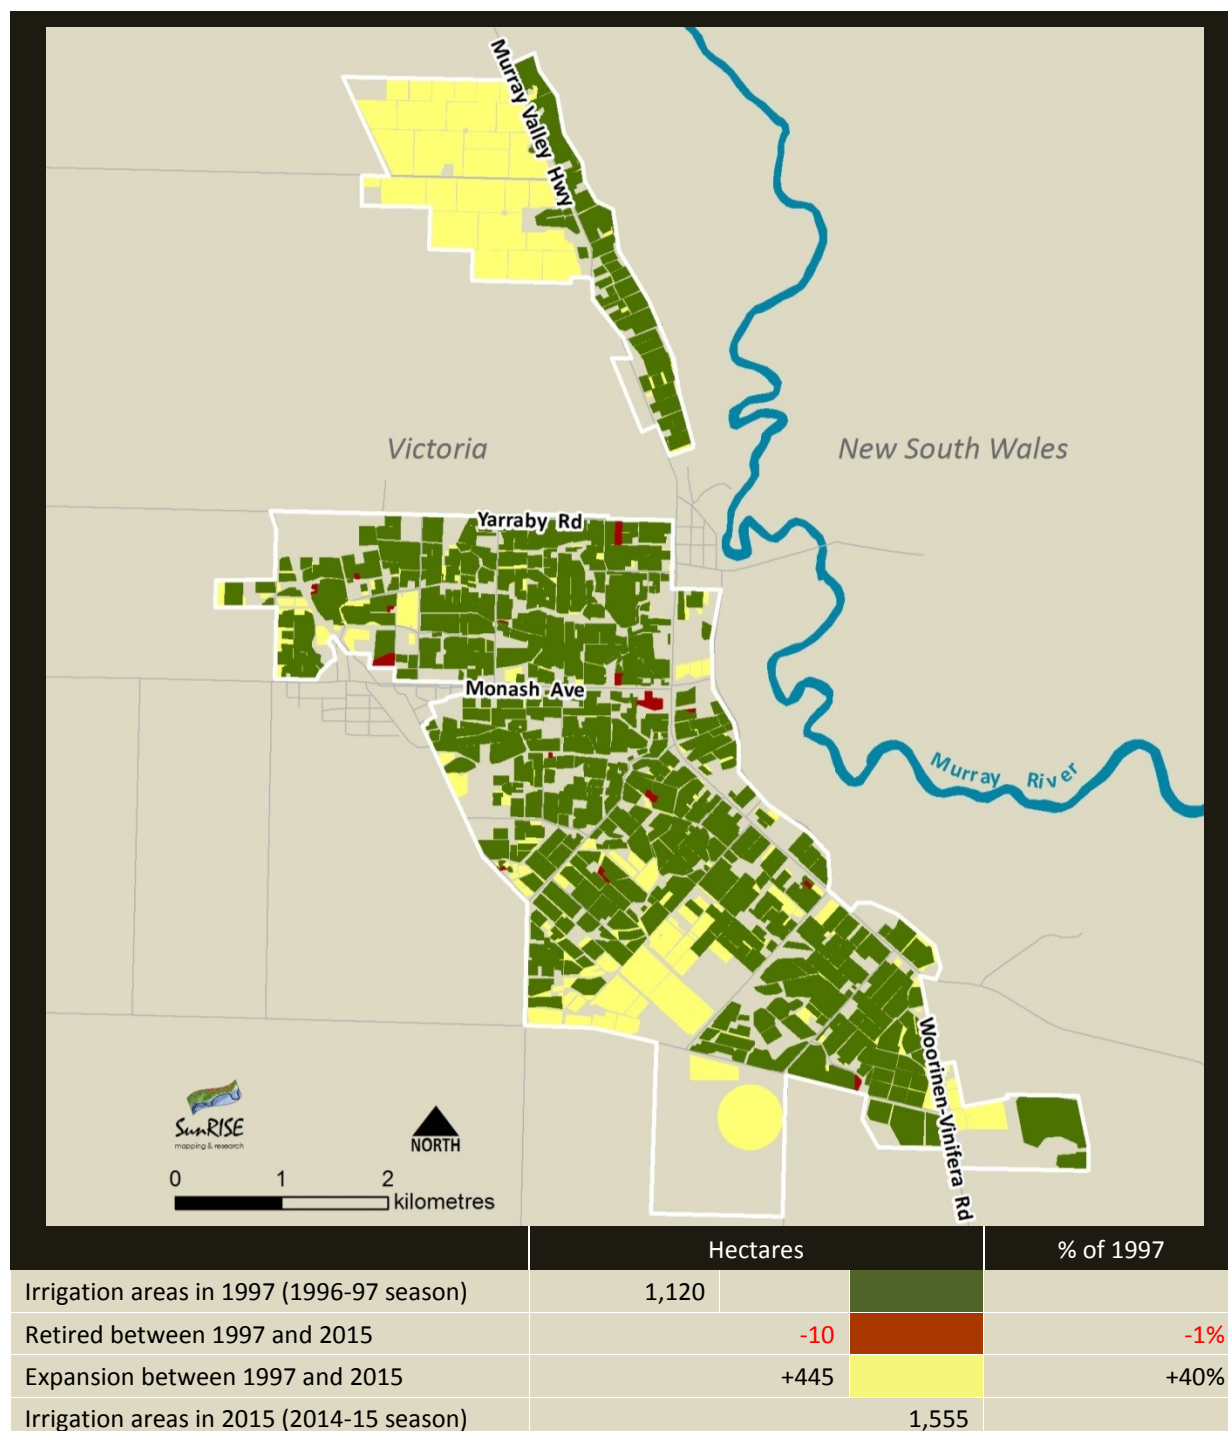 Murray Valley Hwy
Victoria
New South Wales
Yarraby Rd
Monash Ave
Murray River
Woorinen-Vinifera Rd
SunRISE
mapping & research
NORTH
0 1 2
kilometres
Hectares % of 1997
Irrigation areas in 1997 (1996-97 season) 1,120
Retired between 1997 and 2015 -10 -1%
Expansion between 1997 and 2015 +445 +40%
Irrigation areas in 2015 (2014-15 season) 1,555